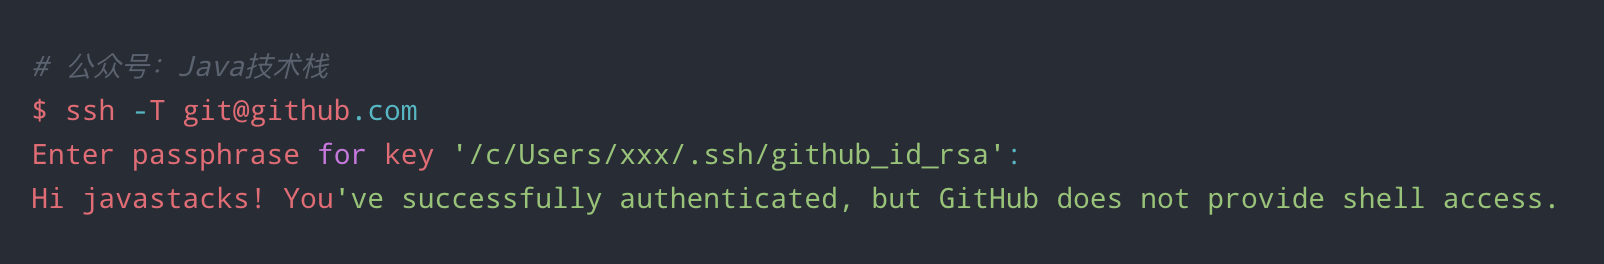 # 公众号：Java技术栈
$ ssh -T git@github.com
Enter passphrase for key '/c/Users/xxx/.ssh/github_id_rsa':
Hi javastacks! You've successfully authenticated, but GitHub does not provide shell access.